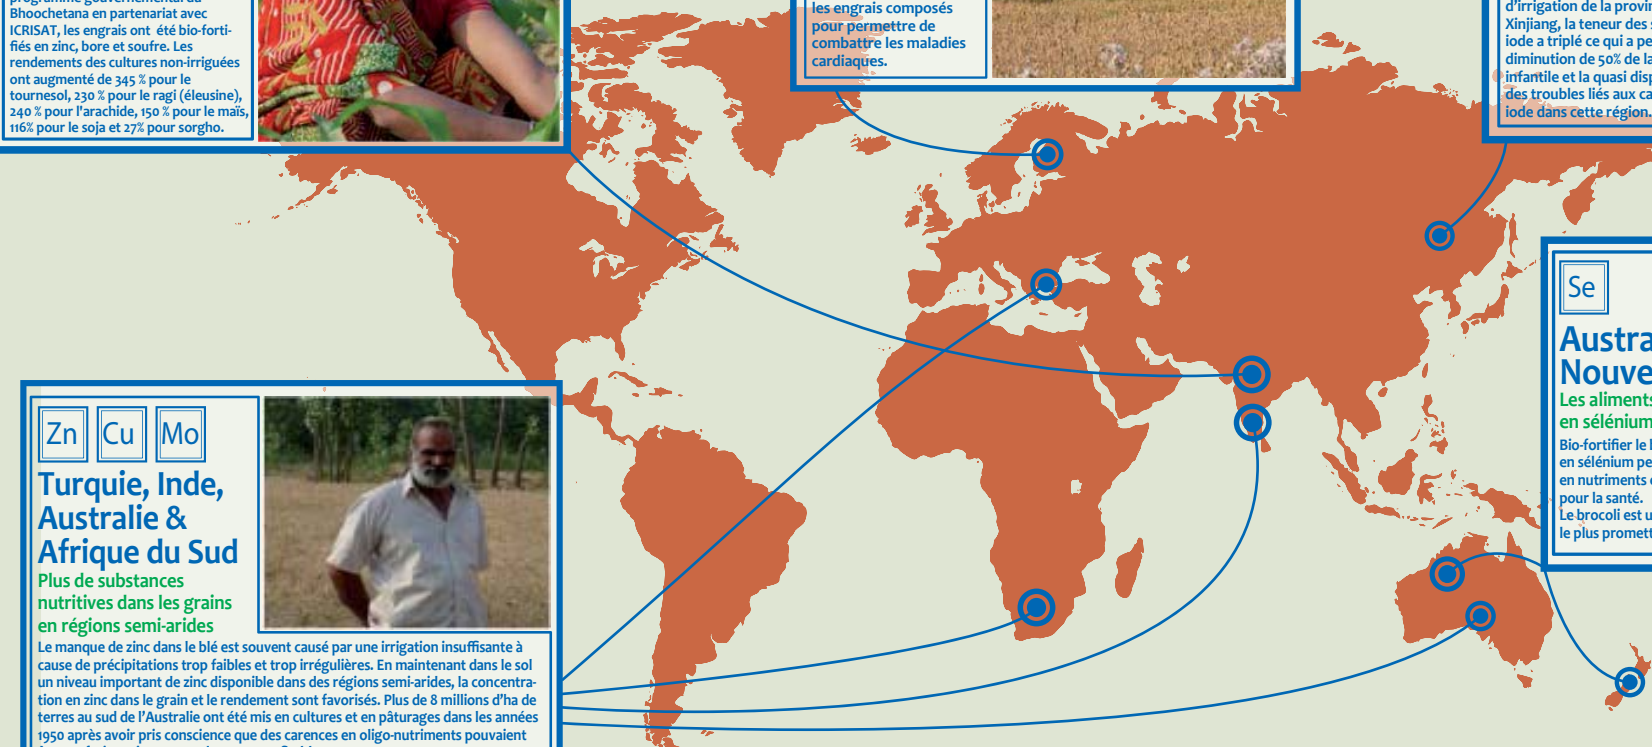 programme gouvernemental du
Bhoochetana en partenariat avec
ICRISAT, les engrais ont été bio-forti-
fiés en zinc, bore et soufre. Les
rendements des cultures non-irriguées
ont augmenté de 345 % pour le
tournesol, 230 % pour le ragi (éleusine),
240 % pour l'arachide, 150 % pour le maïs,
116% pour le soja et 27% pour sorgho.
les engrais composés
pour permettre de
combattre les maladies
cardiaques.
d'irrigation de la provin
Xinjiang, la teneur des s
iode a triplé ce qui a pe
diminution de 50% de la
infantile et la quasi disp
des troubles liés aux ca
iode dans cette région.
Se
Austra
Nouve
Les aliments
en sélénium
Bio-fortifier le
en sélénium pe
en nutriments
pour la santé.
Le brocoli est u
le plus promett
Zn Cu Mo
Turquie, Inde,
Australie &
Afrique du Sud
Plus de substances
nutritives dans les grains
en régions semi-arides
Le manque de zinc dans le blé est souvent causé par une irrigation insuffisante à
cause de précipitations trop faibles et trop irrégulières. En maintenant dans le sol
un niveau important de zinc disponible dans des régions semi-arides, la concentra-
tion en zinc dans le grain et le rendement sont favorisés. Plus de 8 millions d'ha de
terres au sud de l'Australie ont été mis en cultures et en pâturages dans les années
1950 après avoir pris conscience que des carences en oligo-nutriments pouvaient